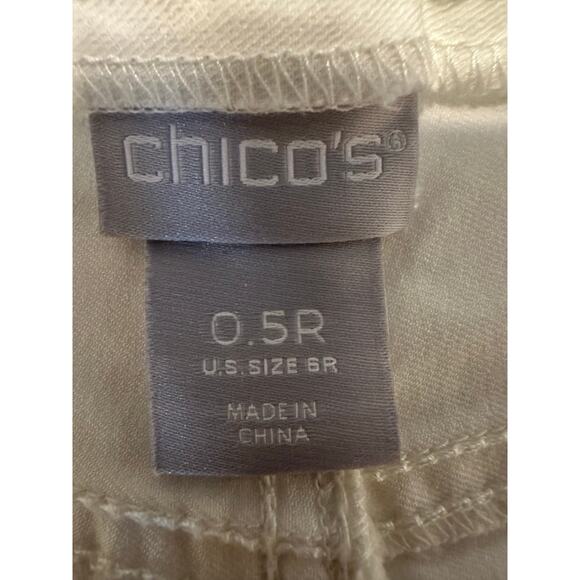 chico's®
0.5R
U.S. SIZE 6R
MADE IN
CHINA